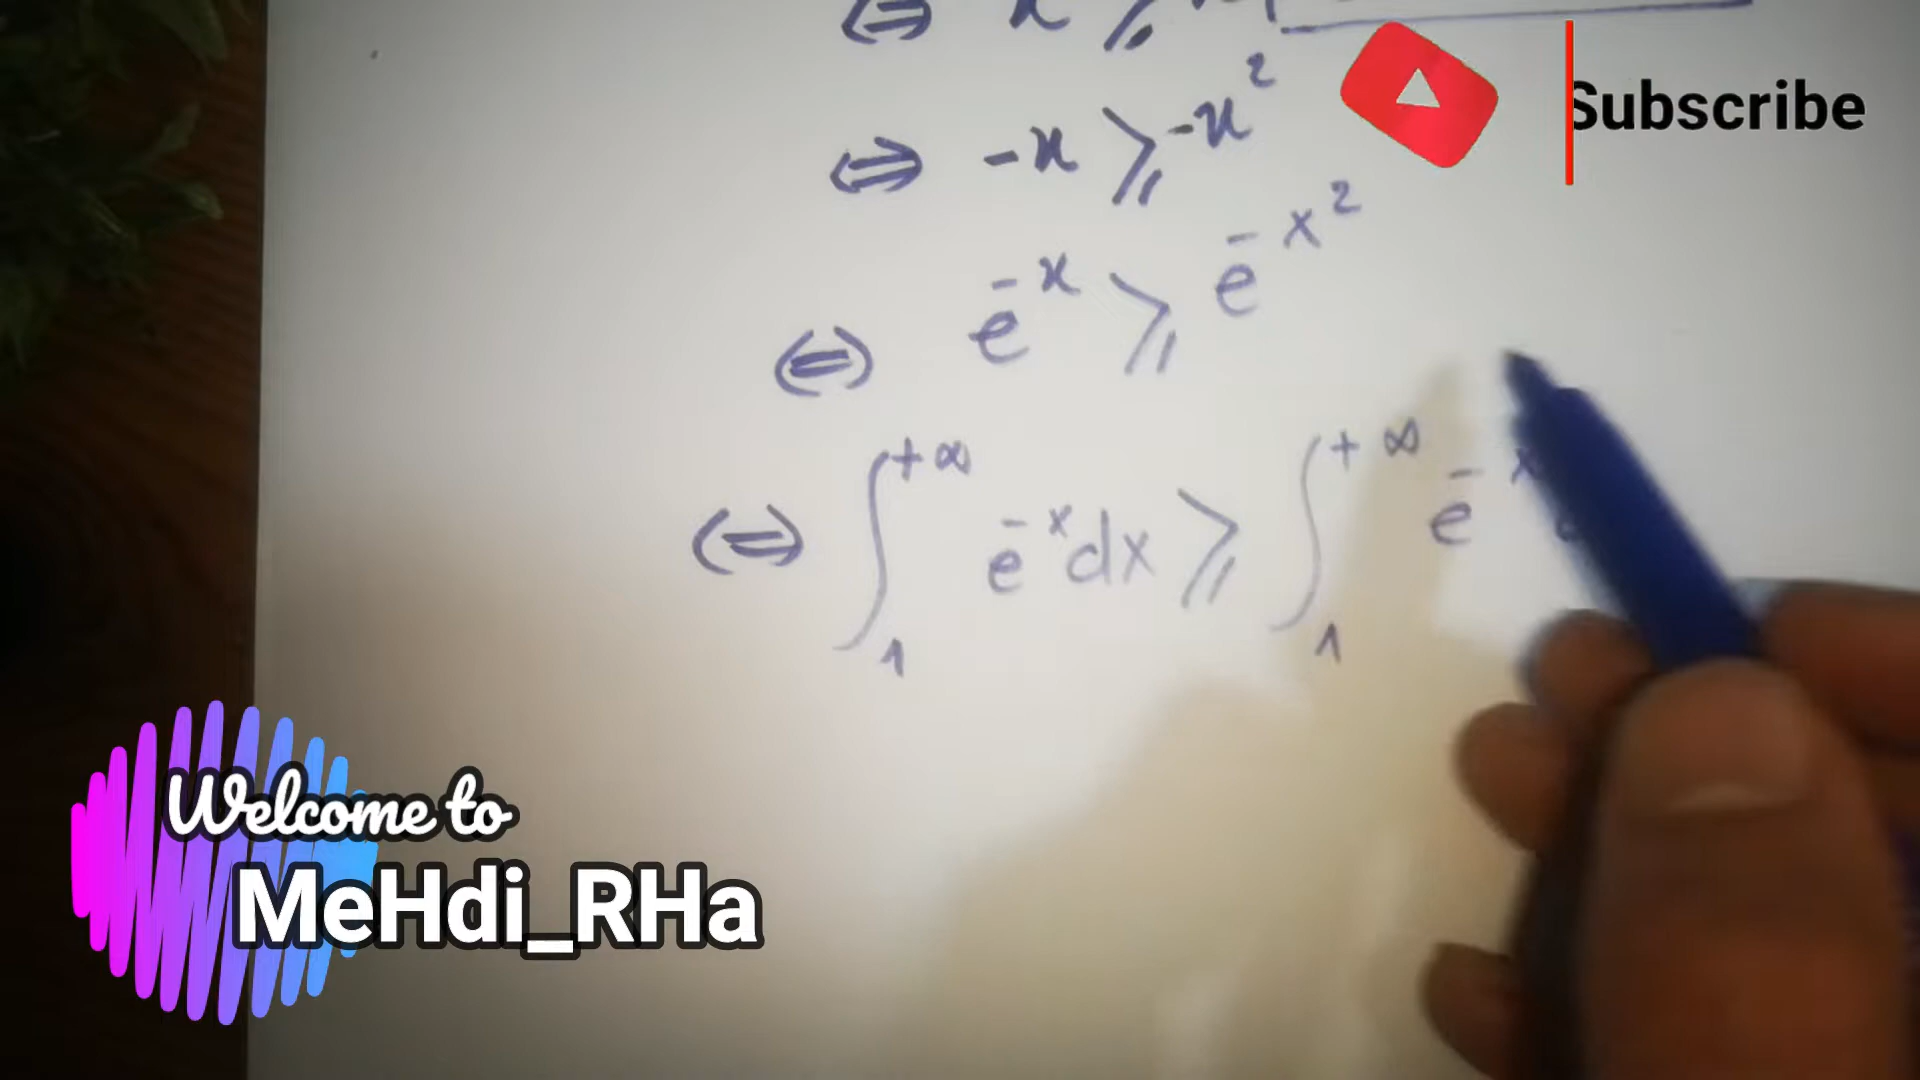 ⇔ x ⩾
Subscribe
⇔ -x ⩾ -x²
⇔ e^-x ⩾ e^-x²
⇔ ∫₁^+∞ e^-x dx ⩾ ∫₁^+∞ e^-x
Welcome to
MeHdi_RHa